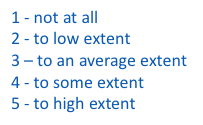 1 - not at all
2 - to low extent
3 – to an average extent
4 - to some extent
5 - to high extent